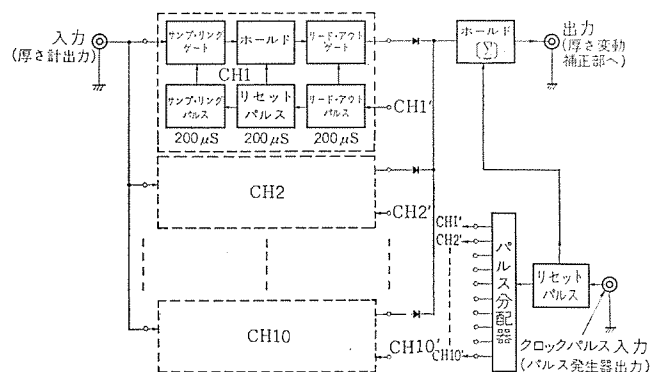 入力
(厚さ計出力)
サンプ・リング
ゲート
ホールド
リード・アウト
ゲート
CH1
サンプ・リング
パルス
リセット
パルス
リード・アウト
パルス
CH1'
200μS
200μS
200μS
CH2
CH2'
CH10
CH10'
ホールド
[Σ]
出力
(厚さ変動
補正部へ)
CH1'
CH2'
CH10'
パルス分配器
リセット
パルス
クロックパルス入力
(パルス発生器出力)